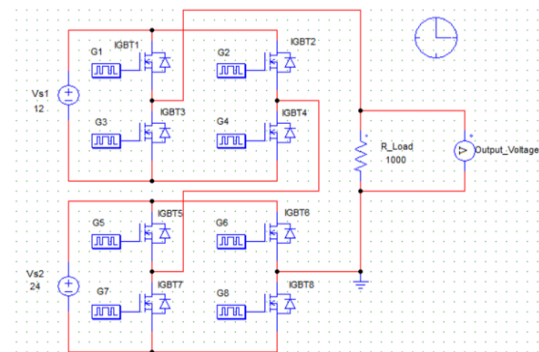 G1
IGBT1
G2
IGBT2
Vs1
12
G3
IGBT3
G4
IGBT4
R_Load
1000
Output_Voltage
V
G5
IGBT5
G6
IGBT6
Vs2
24
G7
IGBT7
G8
IGBT8